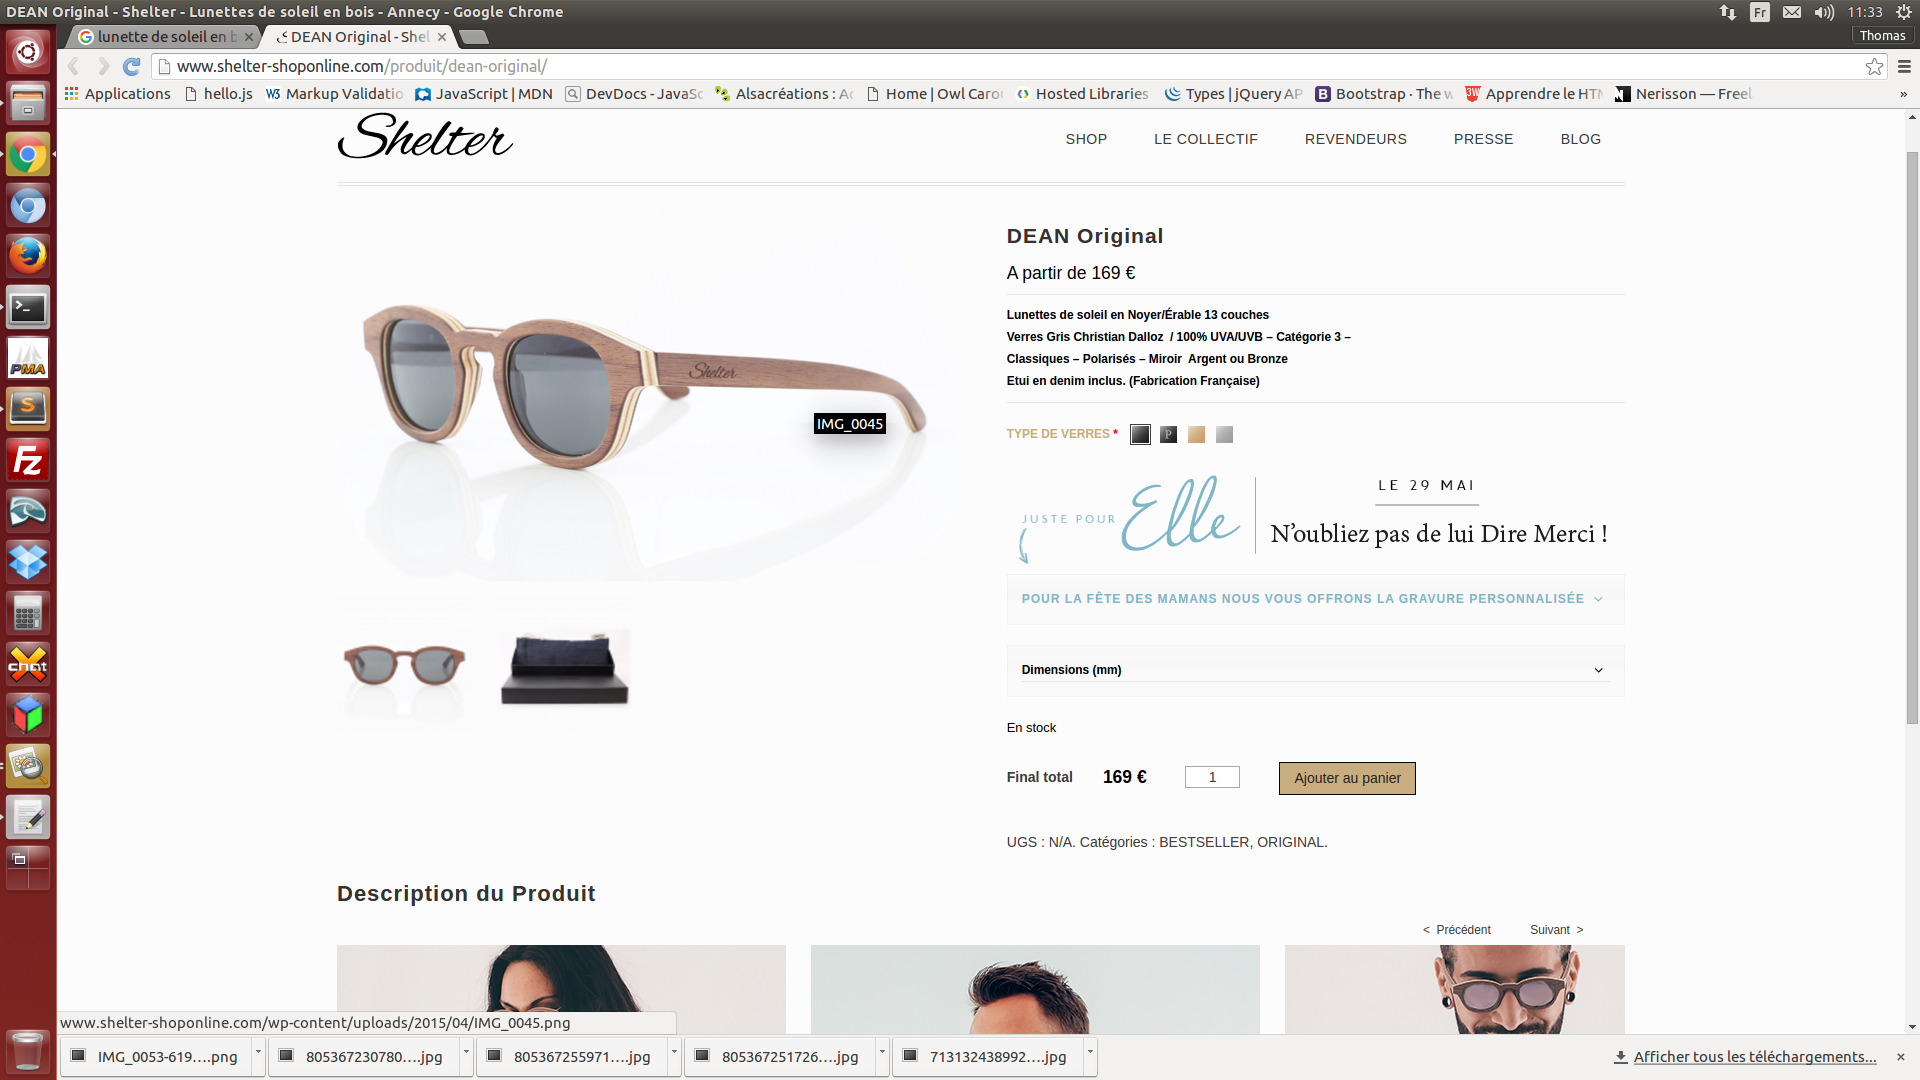 DEAN Original - Shelter - Lunettes de soleil en bois - Annecy - Google Chrome
Fr
11:33
lunette de soleil en b
DEAN Original - Shel
Thomas
www.shelter-shoponline.com/produit/dean-original/
Applications
hello.js
W3 Markup Validatio
JavaScript | MDN
DevDocs - JavaSc
Alsacréations : Ac
Home | Owl Carou
Hosted Libraries
Types | jQuery AP
B Bootstrap · The w
3W Apprendre le HTM
N Nerisson — Freel
»
Shelter
SHOP
LE COLLECTIF
REVENDEURS
PRESSE
BLOG
DEAN Original
A partir de 169 €
Lunettes de soleil en Noyer/Érable 13 couches
Verres Gris Christian Dalloz / 100% UVA/UVB – Catégorie 3 –
Classiques – Polarisés – Miroir Argent ou Bronze
Etui en denim inclus. (Fabrication Française)
Shelter
IMG_0045
TYPE DE VERRES *
P
JUSTE POUR Elle
LE 29 MAI
N'oubliez pas de lui Dire Merci !
POUR LA FÊTE DES MAMANS NOUS VOUS OFFRONS LA GRAVURE PERSONNALISÉE
Dimensions (mm)
En stock
Final total
169 €
1
Ajouter au panier
UGS : N/A. Catégories : BESTSELLER, ORIGINAL.
Description du Produit
< Précédent
Suivant >
PMA
S
Fz
chat
www.shelter-shoponline.com/wp-content/uploads/2015/04/IMG_0045.png
IMG_0053-619....png
805367230780....jpg
805367255971....jpg
805367251726....jpg
713132438992....jpg
Afficher tous les téléchargements...